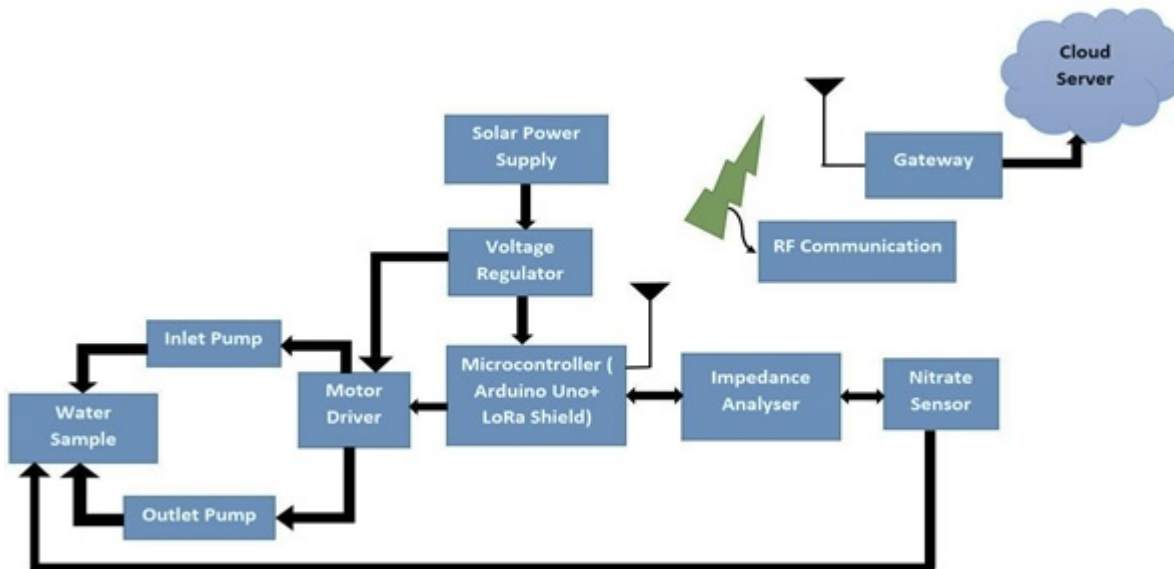 Cloud
Server
Solar Power
Supply
Gateway
Voltage
Regulator
RF Communication
Inlet Pump
Microcontroller (
Arduino Uno+
LoRa Shield)
Impedance
Analyser
Nitrate
Sensor
Motor
Driver
Water
Sample
Outlet Pump